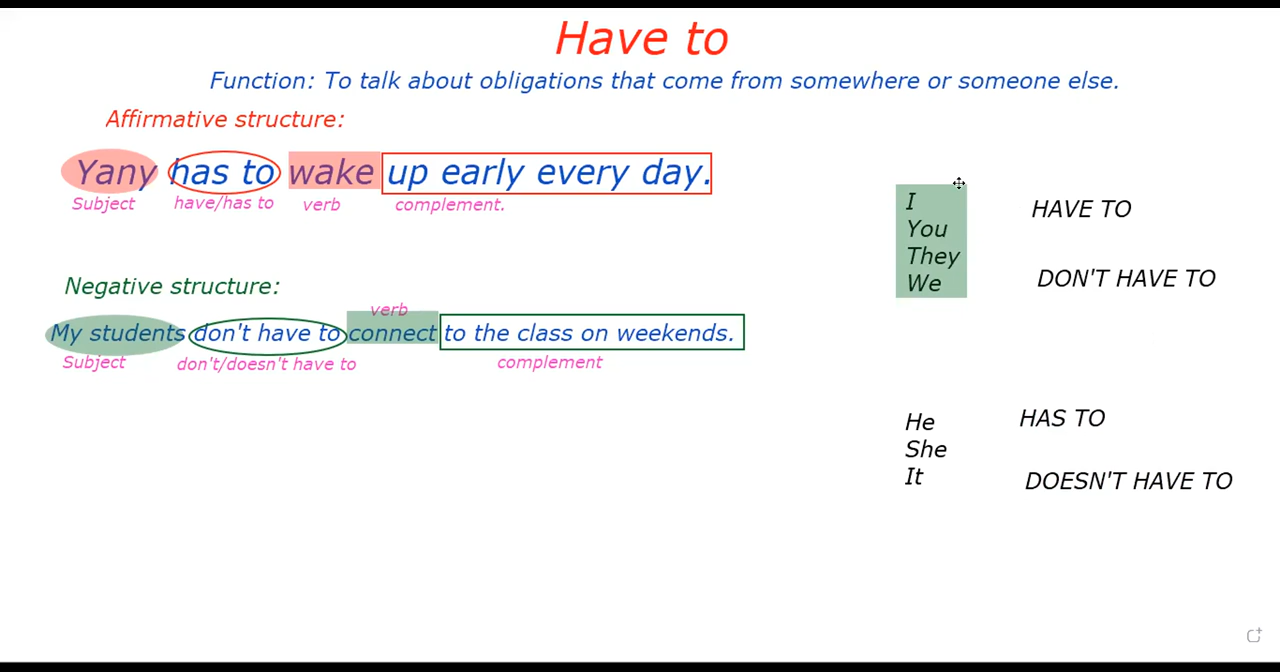 Have to
Function: To talk about obligations that come from somewhere or someone else.
Affirmative structure:
Yany has to wake up early every day.
Subject have/has to verb complement.
Negative structure:
verb
My students don't have to connect to the class on weekends.
Subject don't/doesn't have to complement
I
You
They
We
HAVE TO
DON'T HAVE TO
He
She
It
HAS TO
DOESN'T HAVE TO